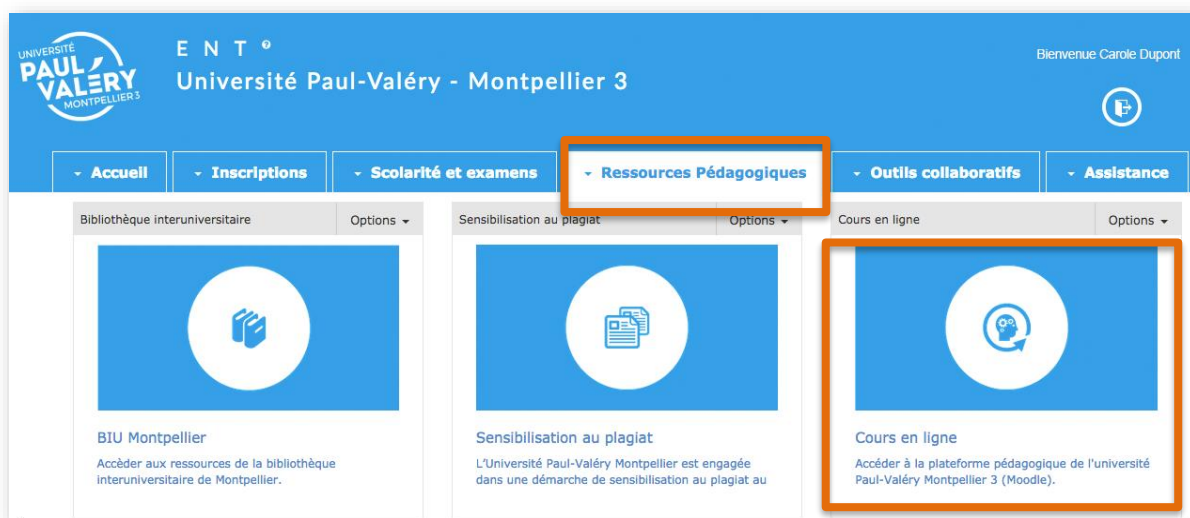 UNIVERSITÉ
PAUL
VALÉRY
MONTPELLIER 3
E N T ?
Université Paul-Valéry - Montpellier 3
Bienvenue Carole Dupont
Accueil
Inscriptions
Scolarité et examens
Ressources Pédagogiques
Outils collaboratifs
Assistance
Bibliothèque interuniversitaire
Options
Sensibilisation au plagiat
Options
Cours en ligne
Options
BIU Montpellier
Accèder aux ressources de la bibliothèque
interuniversitaire de Montpellier.
Sensibilisation au plagiat
L'Université Paul-Valéry Montpellier est engagée
dans une démarche de sensibilisation au plagiat au
Cours en ligne
Accéder à la plateforme pédagogique de l'université
Paul-Valéry Montpellier 3 (Moodle).